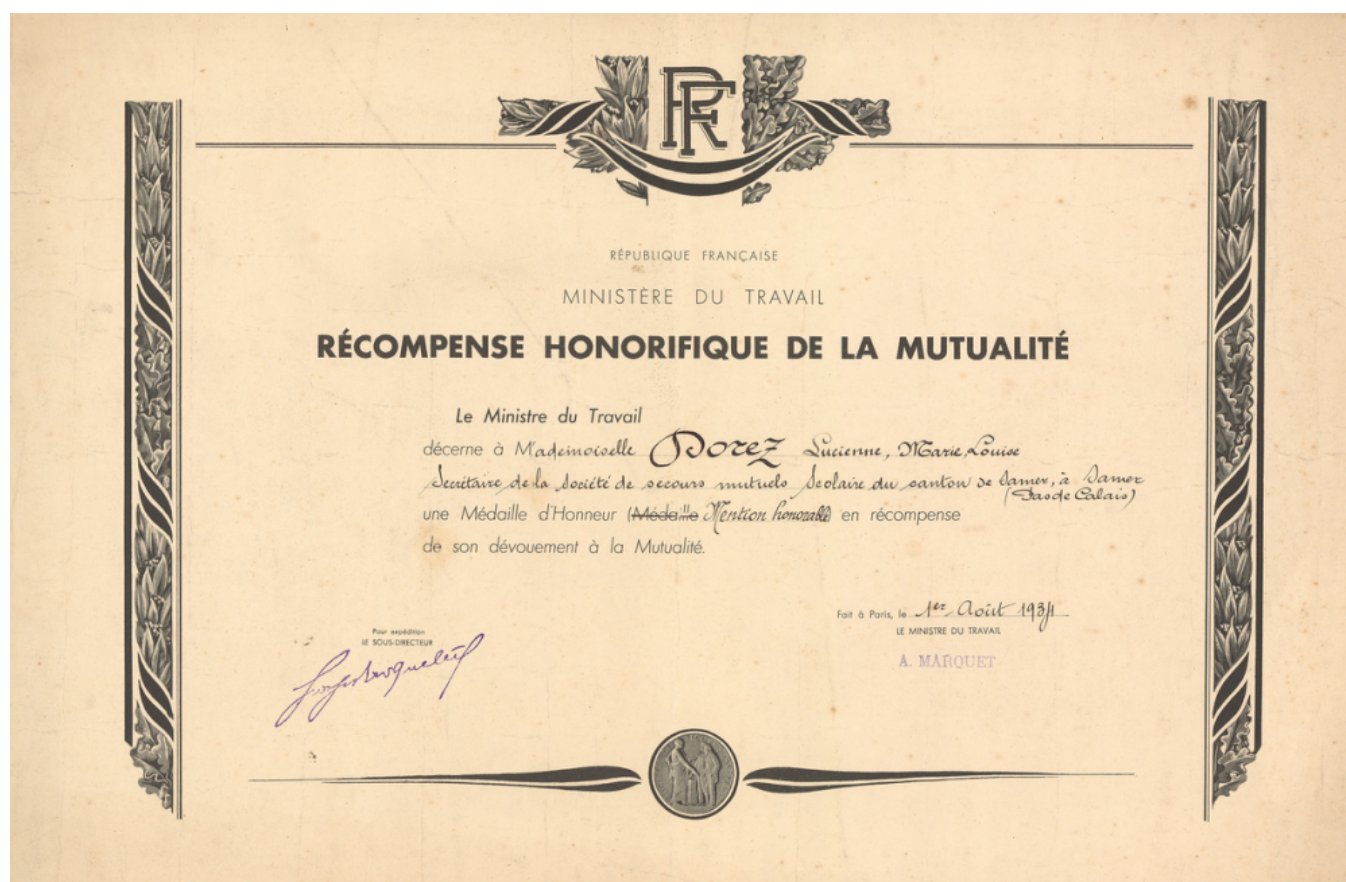 RF
RÉPUBLIQUE FRANÇAISE
MINISTÈRE DU TRAVAIL
RÉCOMPENSE HONORIFIQUE DE LA MUTUALITÉ
Le Ministre du Travail
décerne à Mademoiselle Dorez Lucienne, Marie, Louise
Secrétaire de la Société de secours mutuels Scolaire du canton de Samer, à Samer
(Pas de Calais)
une Médaille d'Honneur (Médaille Mention honorable) en récompense
de son dévouement à la Mutualité.
Fait à Paris, le 1er Août 1934
LE MINISTRE DU TRAVAIL
A. MARQUET
Pour expédition
LE SOUS-DIRECTEUR